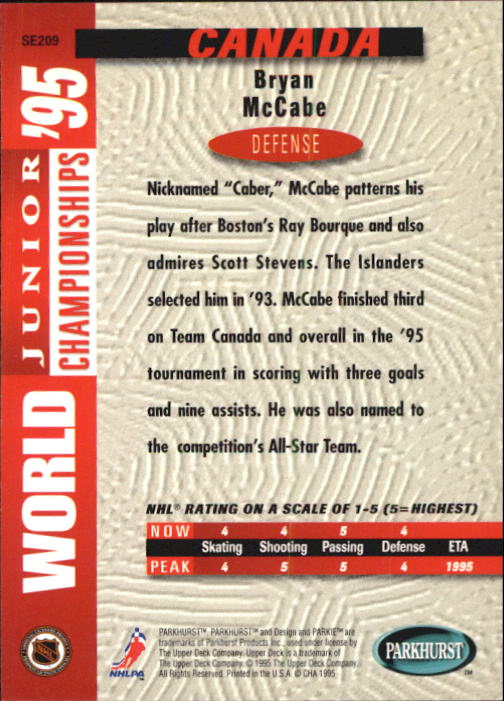 SE209
CANADA
Bryan
McCabe
DEFENSE
WORLD JUNIOR CHAMPIONSHIPS '95
Nicknamed "Caber," McCabe patterns his
play after Boston's Ray Bourque and also
admires Scott Stevens. The Islanders
selected him in '93. McCabe finished third
on Team Canada and overall in the '95
tournament in scoring with three goals
and nine assists. He was also named to
the competition's All-Star Team.
NHL® RATING ON A SCALE OF 1-5 (5=HIGHEST)
NOW 4 4 5 4
Skating Shooting Passing Defense ETA
PEAK 4 5 5 4 1995
PARKHURST™, PARKHURST™ and Design and PARKIE™ are
trademarks of Parkhurst Products Inc., used under license by
The Upper Deck Company. Upper Deck is a trademark of
The Upper Deck Company. © 1995 The Upper Deck Company.
All Rights Reserved. Printed in the U.S.A. © CHA 1995
NHL
NHLPA
PARKHURST
TM